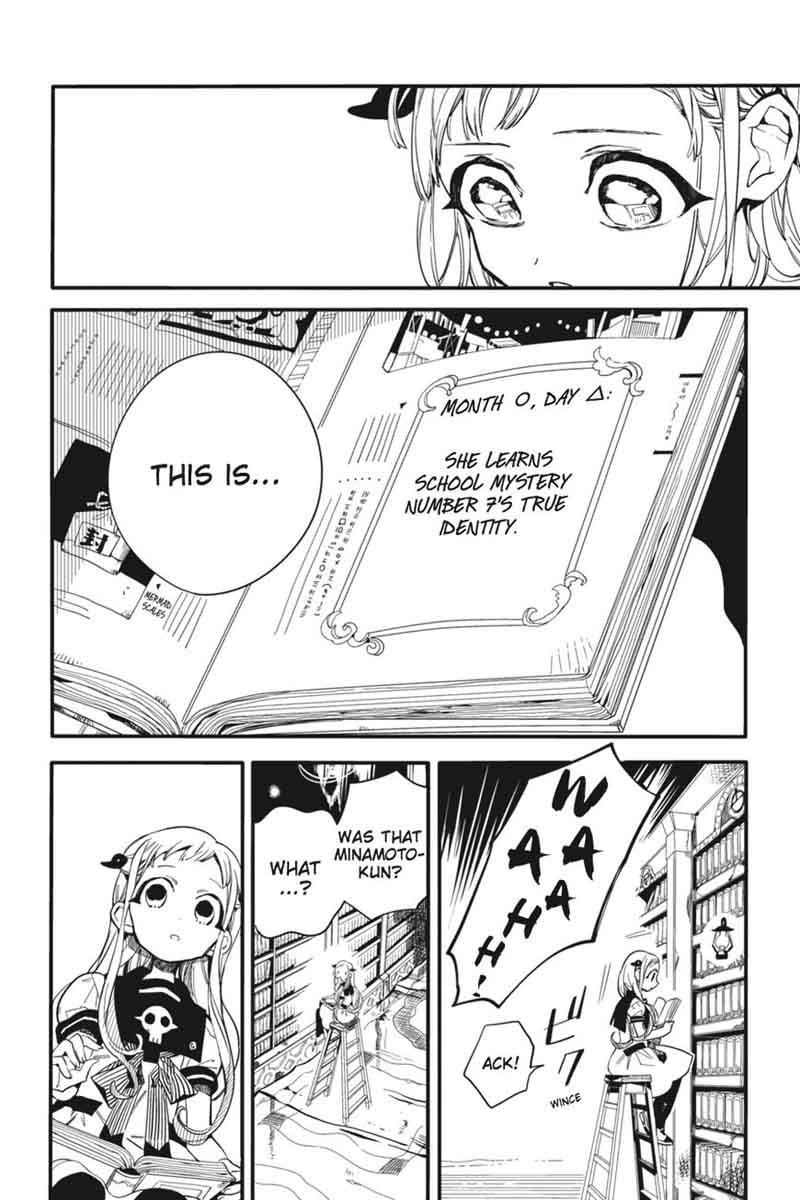 THIS IS...
MONTH O, DAY △:
SHE LEARNS
SCHOOL MYSTERY
NUMBER 7'S TRUE
IDENTITY.
封
MERMAID
SCALES
WAAHHA!
ACK!
ビク
WINCE
WAS THAT
MINAMOTO-
KUN?
WHAT
...?